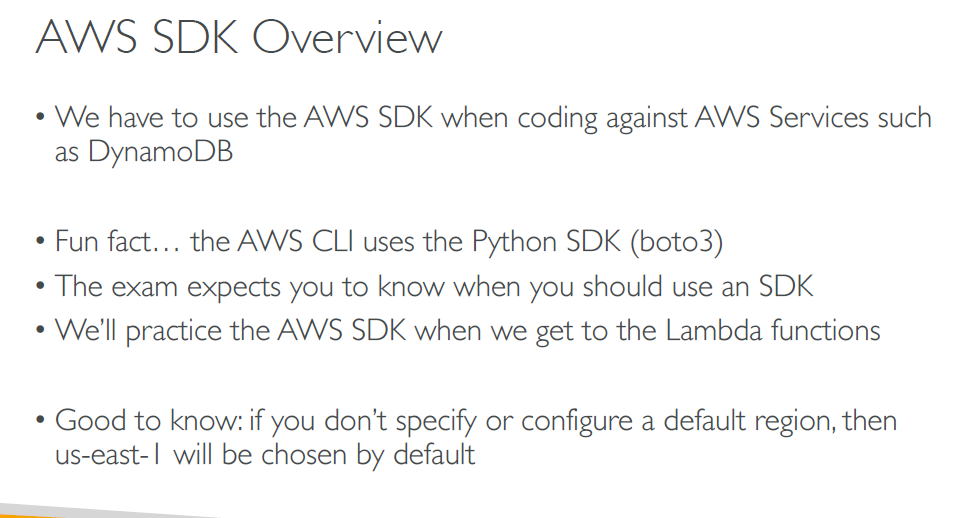 AWS SDK Overview
• We have to use the AWS SDK when coding against AWS Services such
as DynamoDB
• Fun fact… the AWS CLI uses the Python SDK (boto3)
• The exam expects you to know when you should use an SDK
• We’ll practice the AWS SDK when we get to the Lambda functions
• Good to know: if you don’t specify or configure a default region, then
us-east-1 will be chosen by default